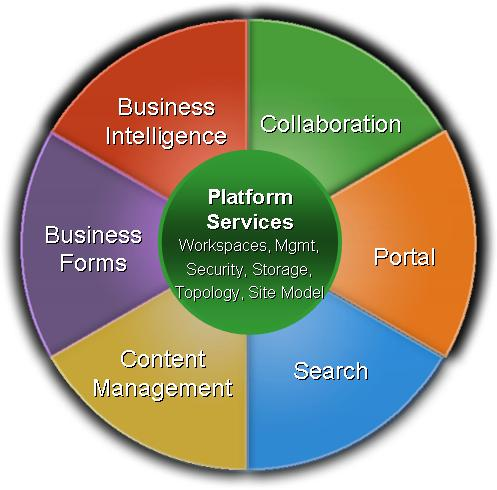 Business
Intelligence
Collaboration
Platform
Services
Workspaces, Mgmt,
Security, Storage,
Topology, Site Model
Business
Forms
Portal
Content
Management
Search